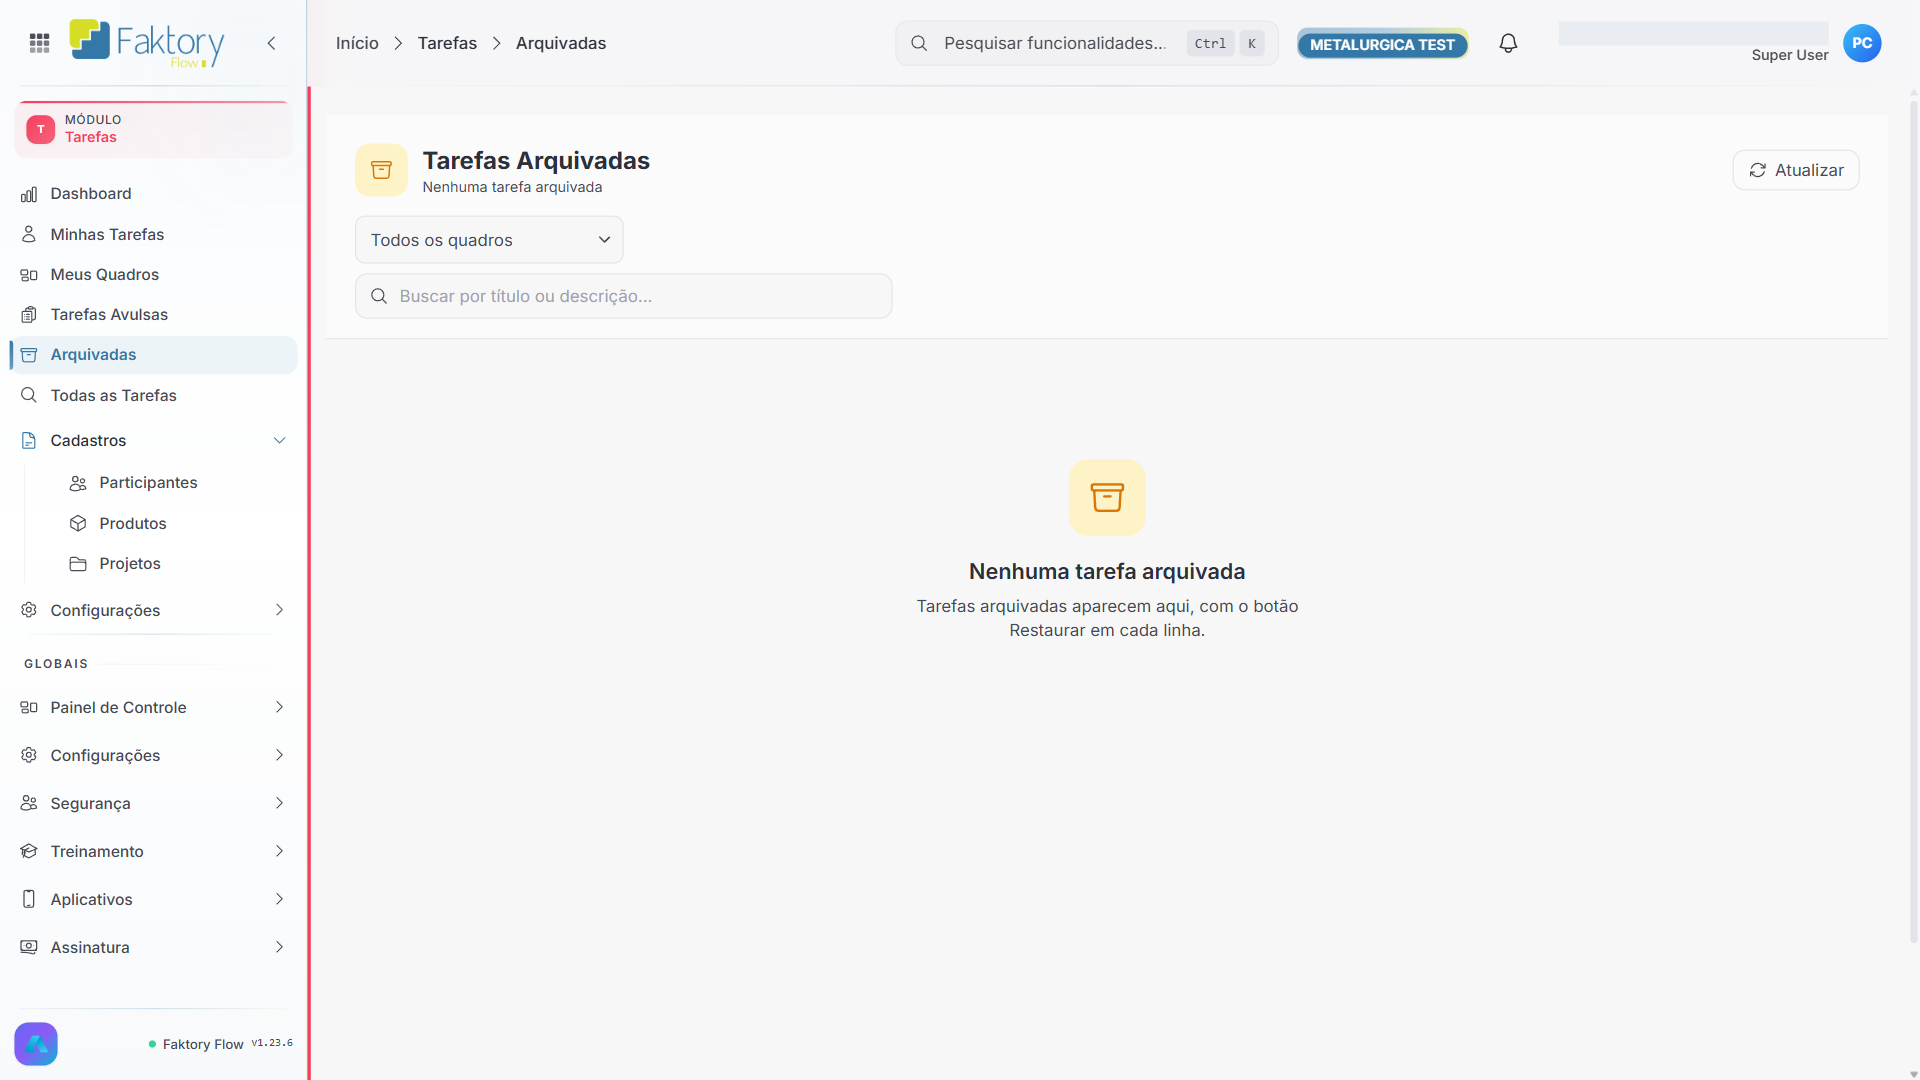 Faktory
Flow
Início
Tarefas
Arquivadas
Pesquisar funcionalidades...
Ctrl
K
METALURGICA TEST
Super User
PC
T
MÓDULO
Tarefas
Dashboard
Minhas Tarefas
Meus Quadros
Tarefas Avulsas
Arquivadas
Todas as Tarefas
Cadastros
Participantes
Produtos
Projetos
Configurações
GLOBAIS
Painel de Controle
Configurações
Segurança
Treinamento
Aplicativos
Assinatura
Faktory Flow v1.23.6
Tarefas Arquivadas
Nenhuma tarefa arquivada
Atualizar
Todos os quadros
Buscar por título ou descrição...
Nenhuma tarefa arquivada
Tarefas arquivadas aparecem aqui, com o botão
Restaurar em cada linha.